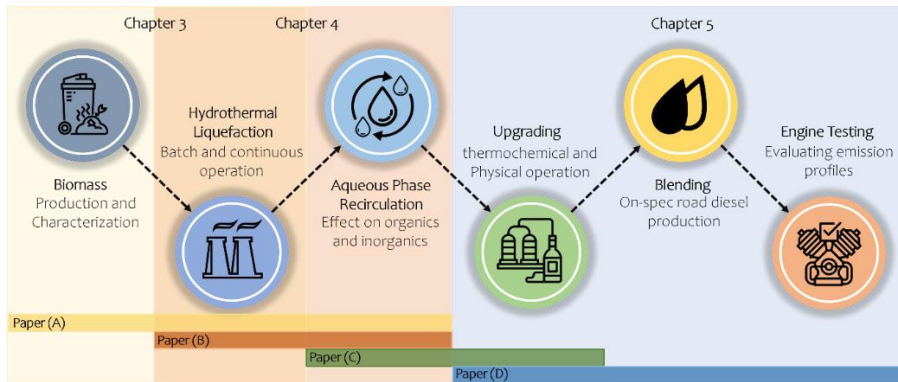 Chapter 3
Chapter 4
Chapter 5
Biomass
Production and
Characterization
Hydrothermal
Liquefaction
Batch and continuous
operation
Aqueous Phase
Recirculation
Effect on organics
and inorganics
Upgrading
thermochemical and
Physical operation
Blending
On-spec road diesel
production
Engine Testing
Evaluating emission
profiles
Paper (A)
Paper (B)
Paper (C)
Paper (D)